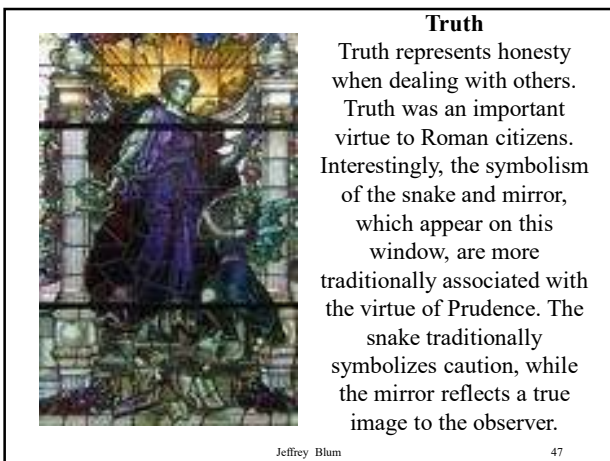 Truth
Truth represents honesty
when dealing with others.
Truth was an important
virtue to Roman citizens.
Interestingly, the symbolism
of the snake and mirror,
which appear on this
window, are more
traditionally associated with
the virtue of Prudence. The
snake traditionally
symbolizes caution, while
the mirror reflects a true
image to the observer.
Jeffrey Blum
47